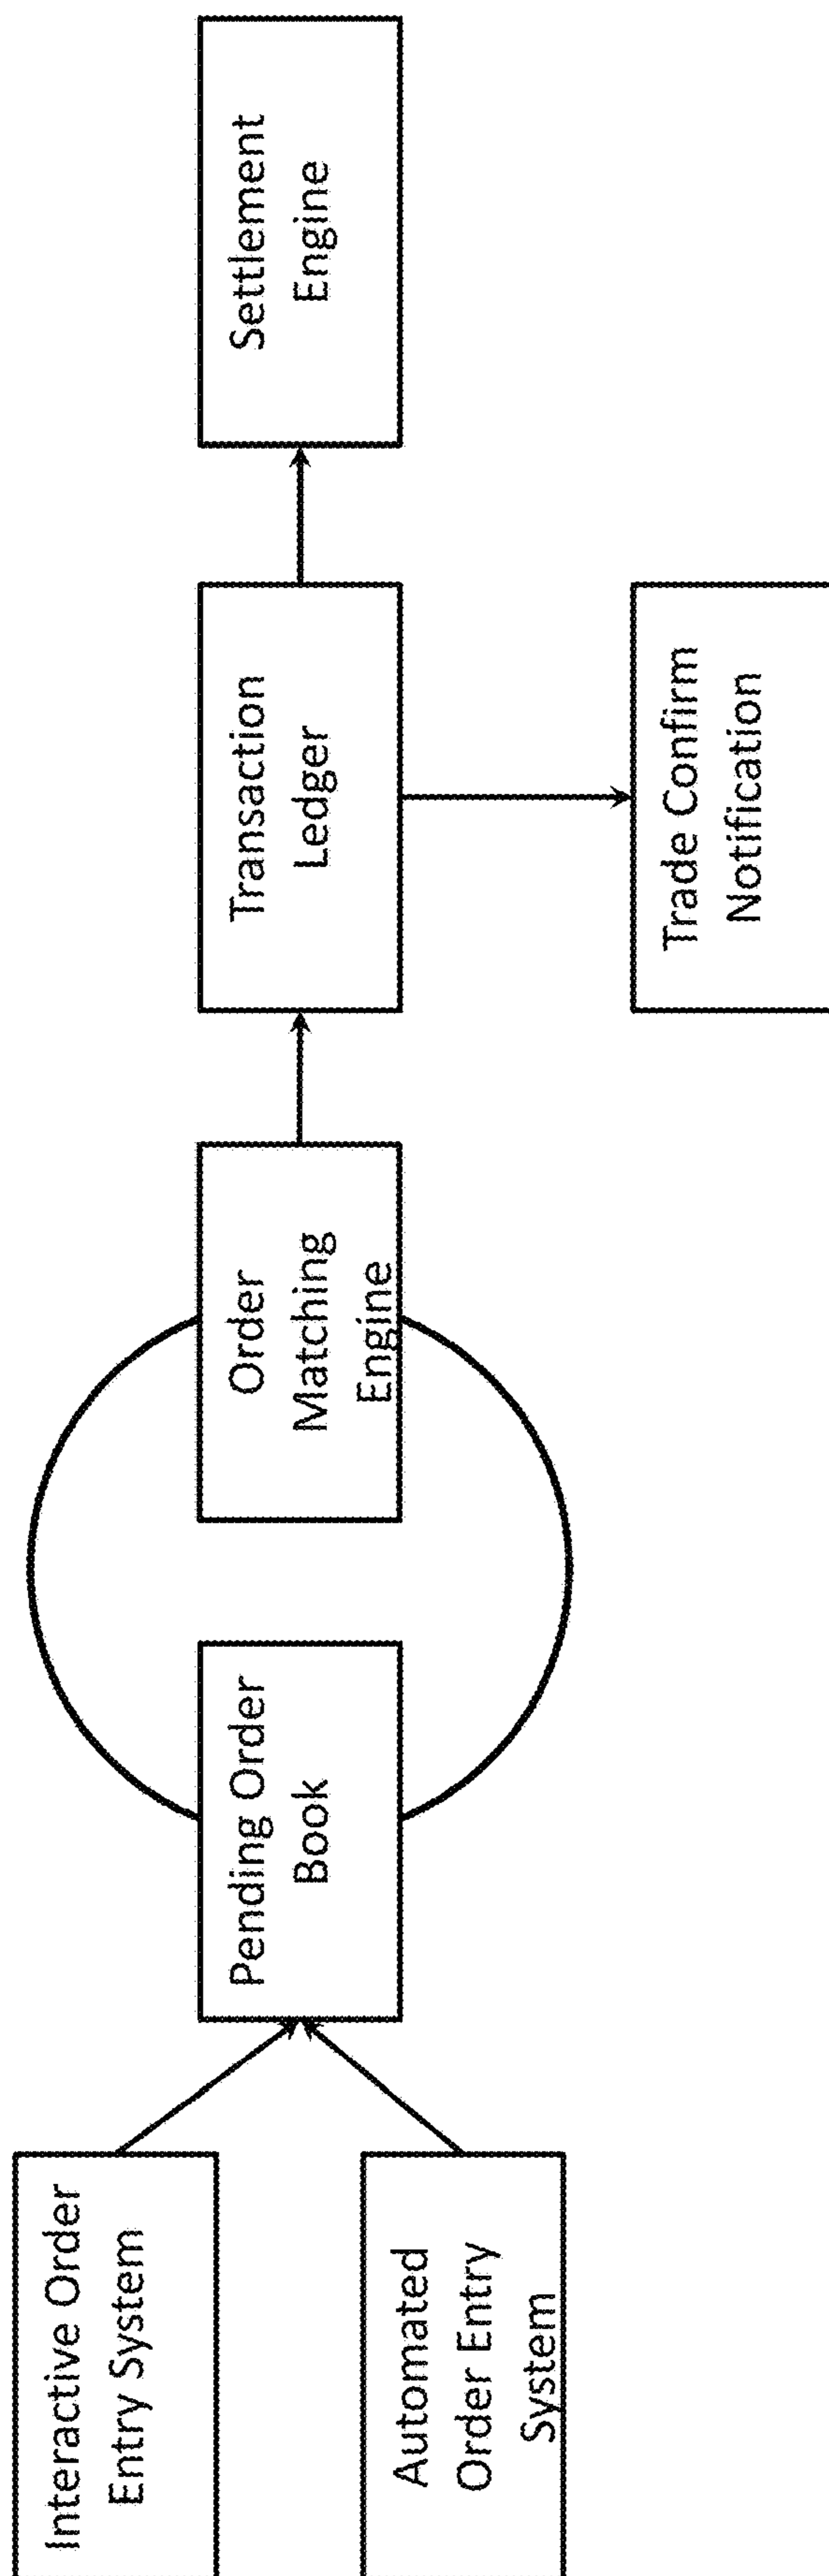 Interactive Order
Entry System
Automated
Order Entry
System
Pending Order
Book
Order
Matching
Engine
Transaction
Ledger
Trade Confirm
Notification
Settlement
Engine